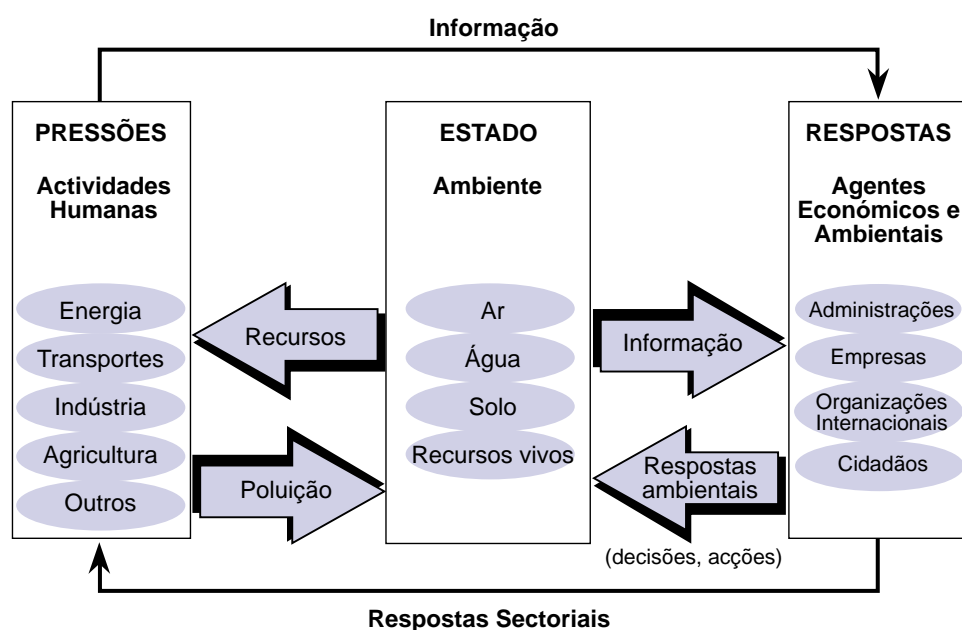 Informação
PRESSÕES
Actividades
Humanas
Energia
Transportes
Indústria
Agricultura
Outros
Recursos
Poluição
ESTADO
Ambiente
Ar
Água
Solo
Recursos vivos
Informação
Respostas
ambientais
(decisões, acções)
RESPOSTAS
Agentes
Económicos e
Ambientais
Administrações
Empresas
Organizações
Internacionais
Cidadãos
Respostas Sectoriais